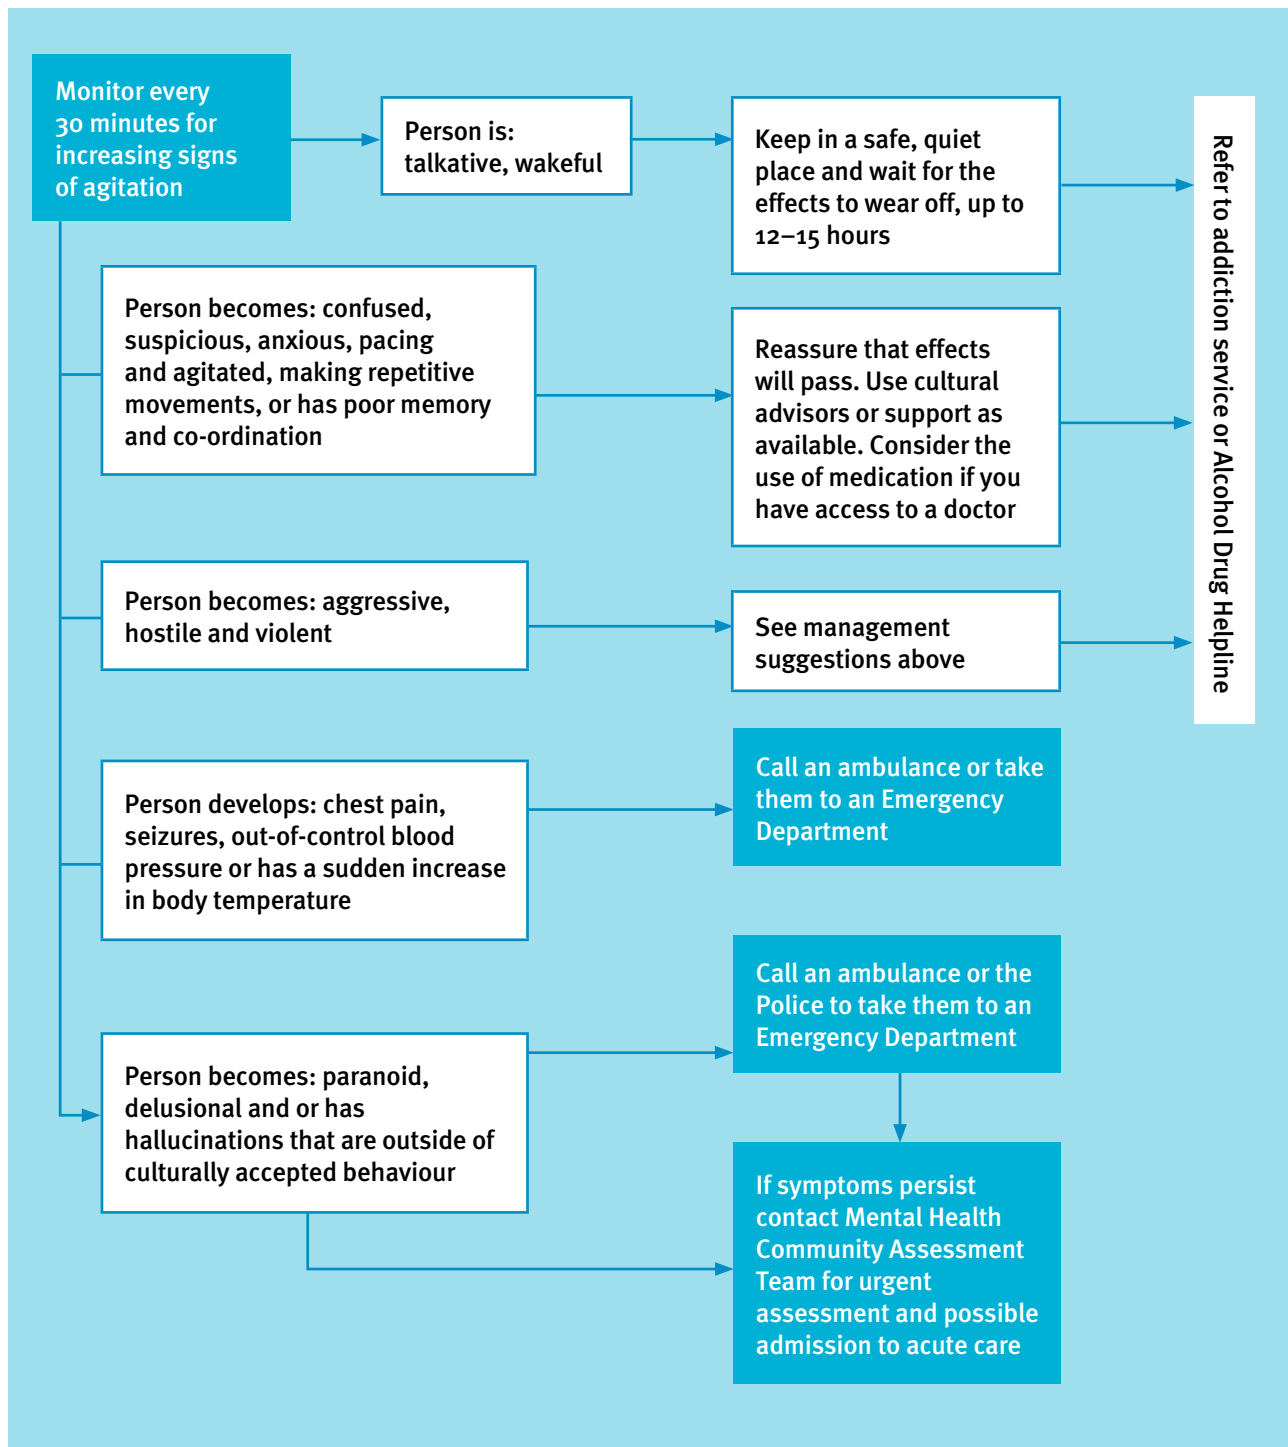 Monitor every
30 minutes for
increasing signs
of agitation
Person is:
talkative, wakeful
Keep in a safe, quiet
place and wait for the
effects to wear off, up to
12–15 hours
Refer to addiction service or Alcohol Drug Helpline
Person becomes: confused,
suspicious, anxious, pacing
and agitated, making repetitive
movements, or has poor memory
and co-ordination
Reassure that effects
will pass. Use cultural
advisors or support as
available. Consider the
use of medication if you
have access to a doctor
Person becomes: aggressive,
hostile and violent
See management
suggestions above
Person develops: chest pain,
seizures, out-of-control blood
pressure or has a sudden increase
in body temperature
Call an ambulance or take
them to an Emergency
Department
Person becomes: paranoid,
delusional and or has
hallucinations that are outside of
culturally accepted behaviour
Call an ambulance or the
Police to take them to an
Emergency Department
If symptoms persist
contact Mental Health
Community Assessment
Team for urgent
assessment and possible
admission to acute care